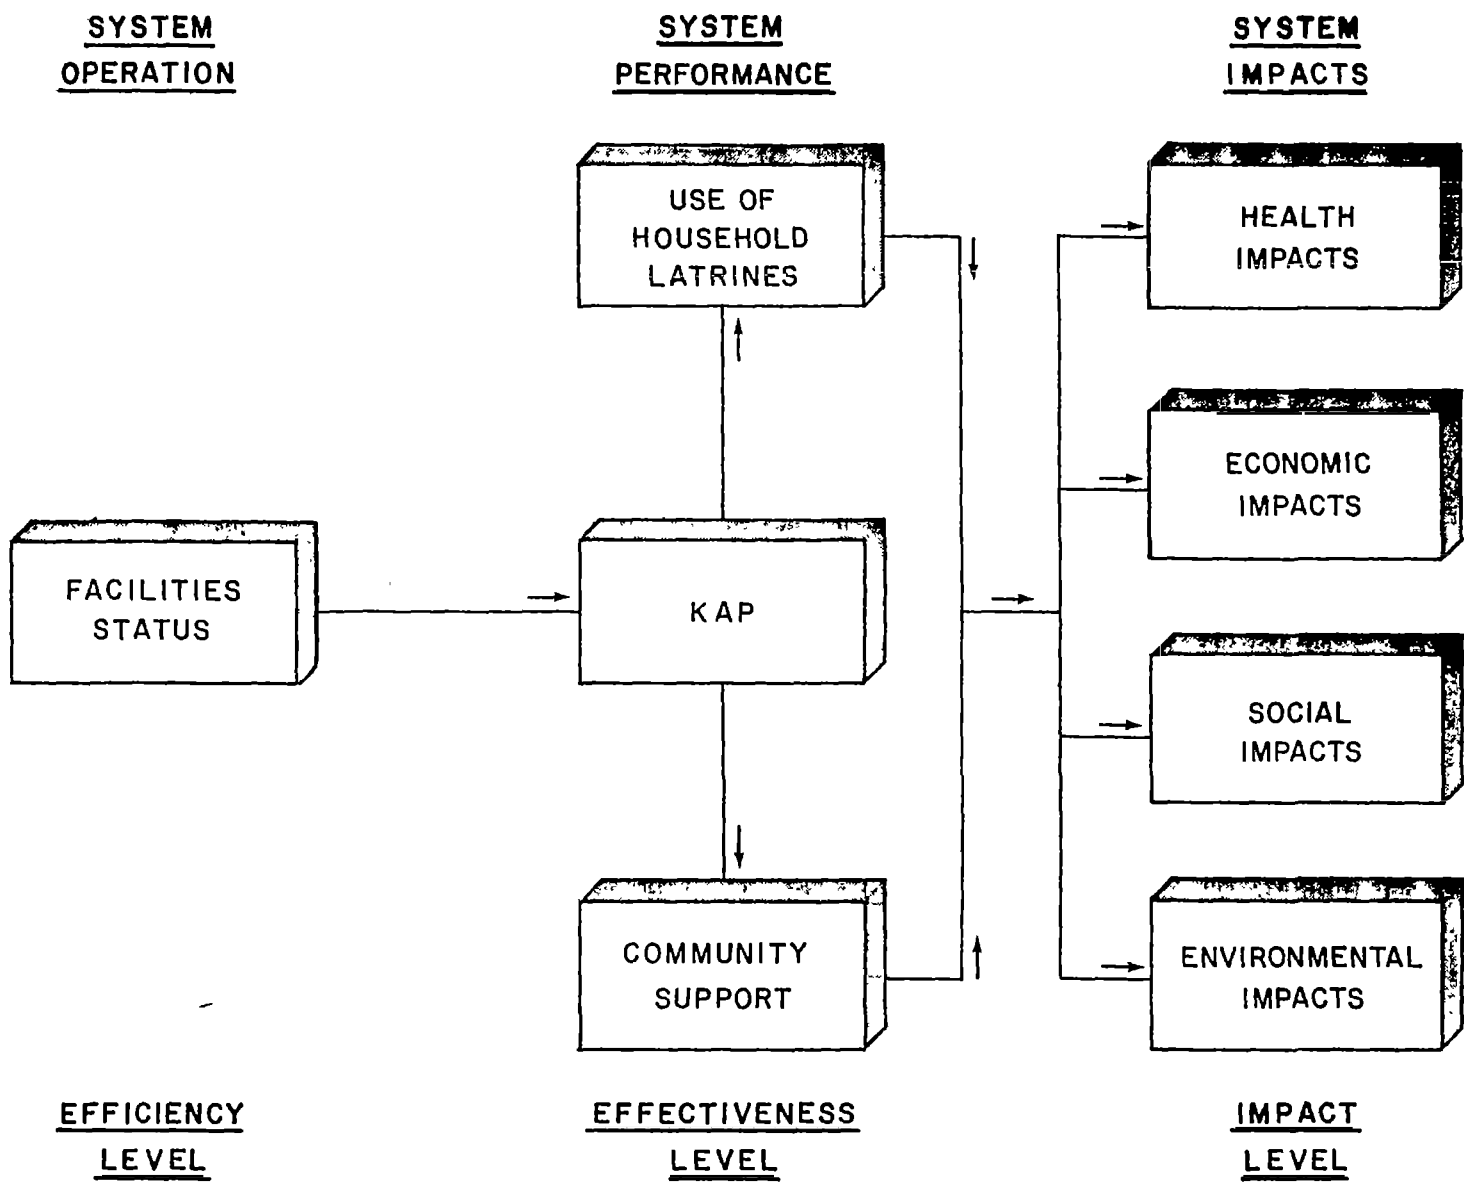 SYSTEM
OPERATION
SYSTEM
PERFORMANCE
SYSTEM
IMPACTS
USE OF
HOUSEHOLD
LATRINES
HEALTH
IMPACTS
ECONOMIC
IMPACTS
FACILITIES
STATUS
KAP
SOCIAL
IMPACTS
COMMUNITY
SUPPORT
ENVIRONMENTAL
IMPACTS
EFFICIENCY
LEVEL
EFFECTIVENESS
LEVEL
IMPACT
LEVEL